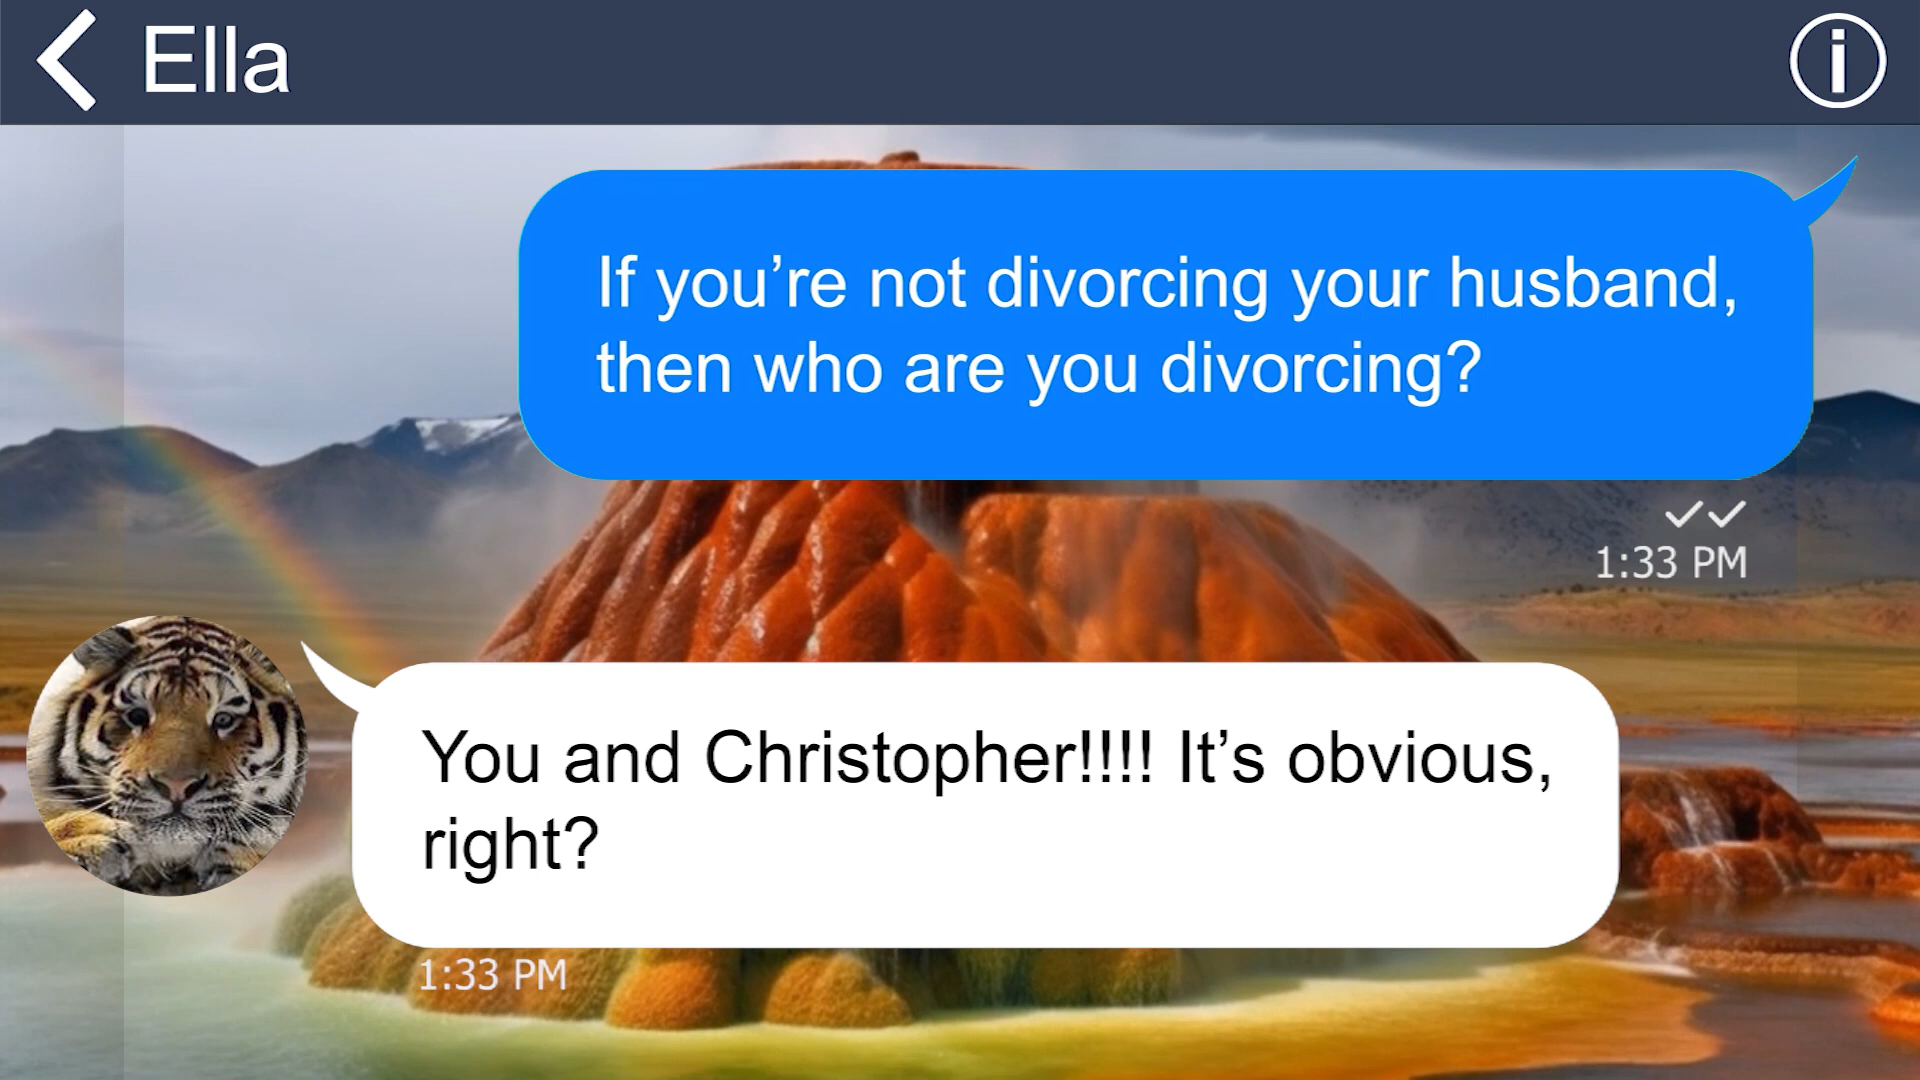 Ella
If you’re not divorcing your husband,
then who are you divorcing?
1:33 PM
You and Christopher!!!! It’s obvious,
right?
1:33 PM